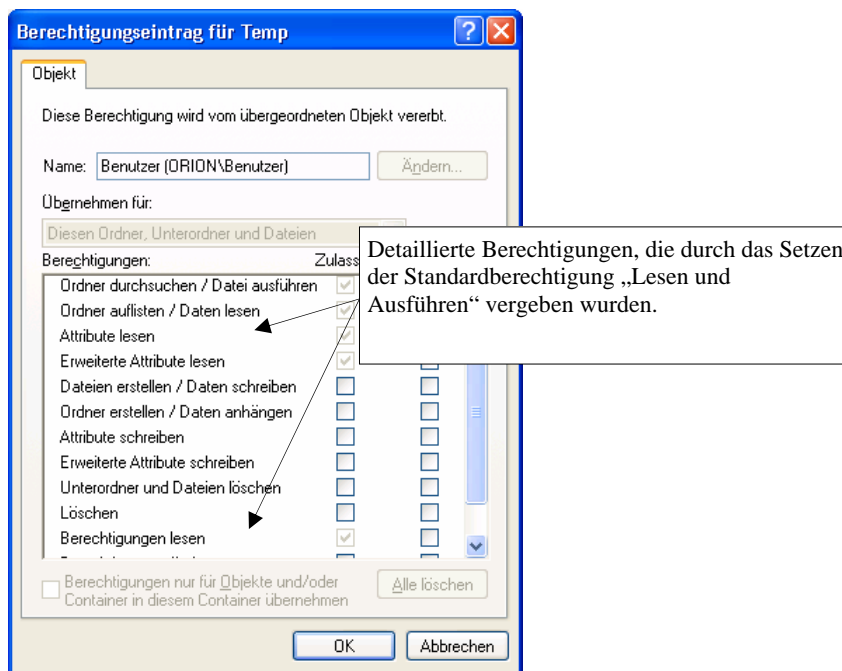 Berechtigungseintrag für Temp
Objekt
Diese Berechtigung wird vom übergeordneten Objekt vererbt.
Name: Benutzer (ORION\Benutzer) Ändern...
Übernehmen für:
Diesen Ordner, Unterordner und Dateien
Berechtigungen: Zulass
Ordner durchsuchen / Datei ausführen
Ordner auflisten / Daten lesen
Attribute lesen
Erweiterte Attribute lesen
Dateien erstellen / Daten schreiben
Ordner erstellen / Daten anhängen
Attribute schreiben
Erweiterte Attribute schreiben
Unterordner und Dateien löschen
Löschen
Berechtigungen lesen
Berechtigungen nur für Objekte und/oder
Container in diesem Container übernehmen
Alle löschen
OK Abbrechen
Detaillierte Berechtigungen, die durch das Setzen
der Standardberechtigung „Lesen und
Ausführen“ vergeben wurden.